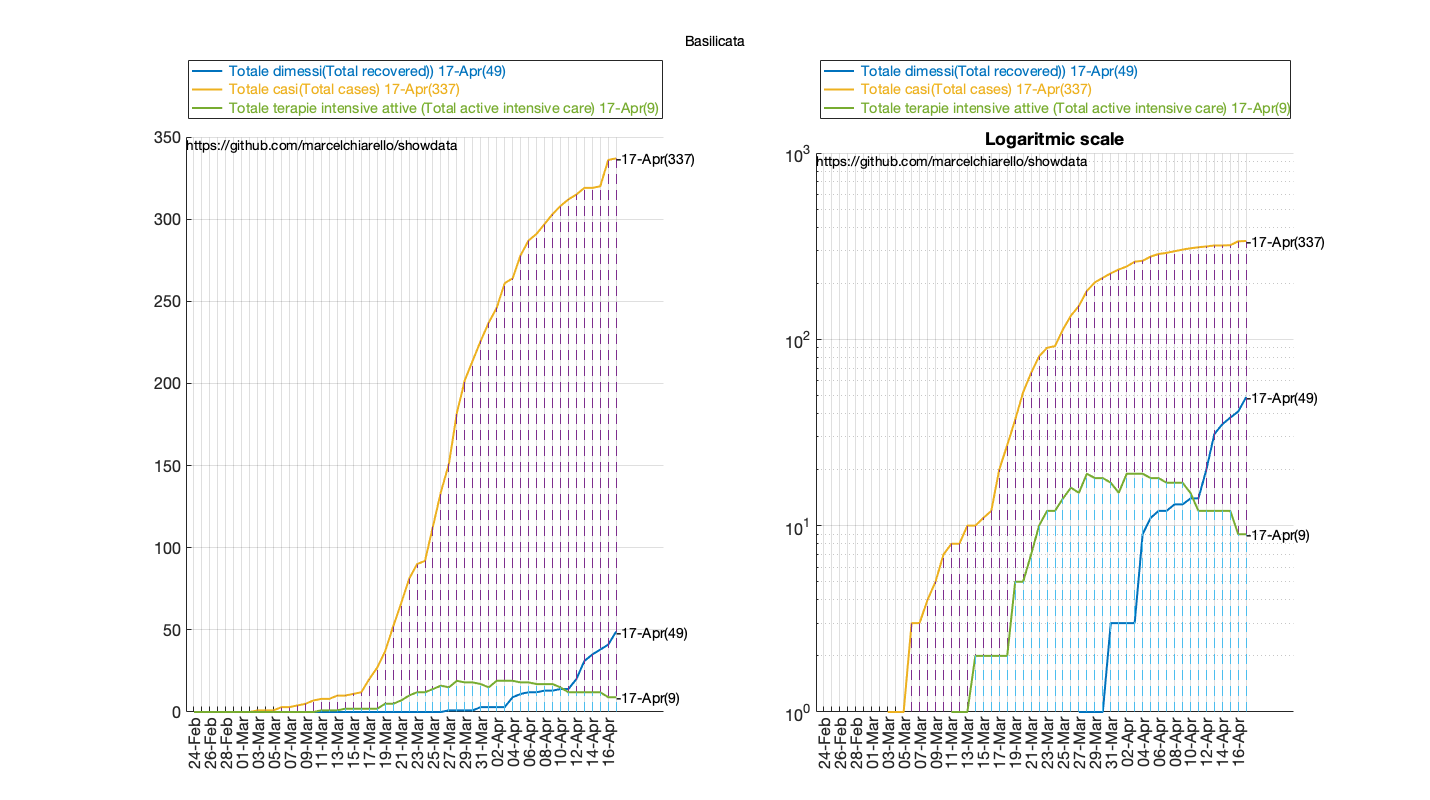 Basilicata
Totale dimessi(Total recovered)) 17-Apr(49)
Totale casi(Total cases) 17-Apr(337)
Totale terapie intensive attive (Total active intensive care) 17-Apr(9)
https://github.com/marcelchiarello/showdata
350
300
250
200
150
100
50
0
17-Apr(337)
17-Apr(49)
17-Apr(9)
24-Feb
26-Feb
28-Feb
01-Mar
03-Mar
05-Mar
07-Mar
09-Mar
11-Mar
13-Mar
15-Mar
17-Mar
19-Mar
21-Mar
23-Mar
25-Mar
27-Mar
29-Mar
31-Mar
02-Apr
04-Apr
06-Apr
08-Apr
10-Apr
12-Apr
14-Apr
16-Apr
Totale dimessi(Total recovered)) 17-Apr(49)
Totale casi(Total cases) 17-Apr(337)
Totale terapie intensive attive (Total active intensive care) 17-Apr(9)
Logaritmic scale
https://github.com/marcelchiarello/showdata
10³
10²
10¹
10⁰
17-Apr(337)
17-Apr(49)
17-Apr(9)
24-Feb
26-Feb
28-Feb
01-Mar
03-Mar
05-Mar
07-Mar
09-Mar
11-Mar
13-Mar
15-Mar
17-Mar
19-Mar
21-Mar
23-Mar
25-Mar
27-Mar
29-Mar
31-Mar
02-Apr
04-Apr
06-Apr
08-Apr
10-Apr
12-Apr
14-Apr
16-Apr